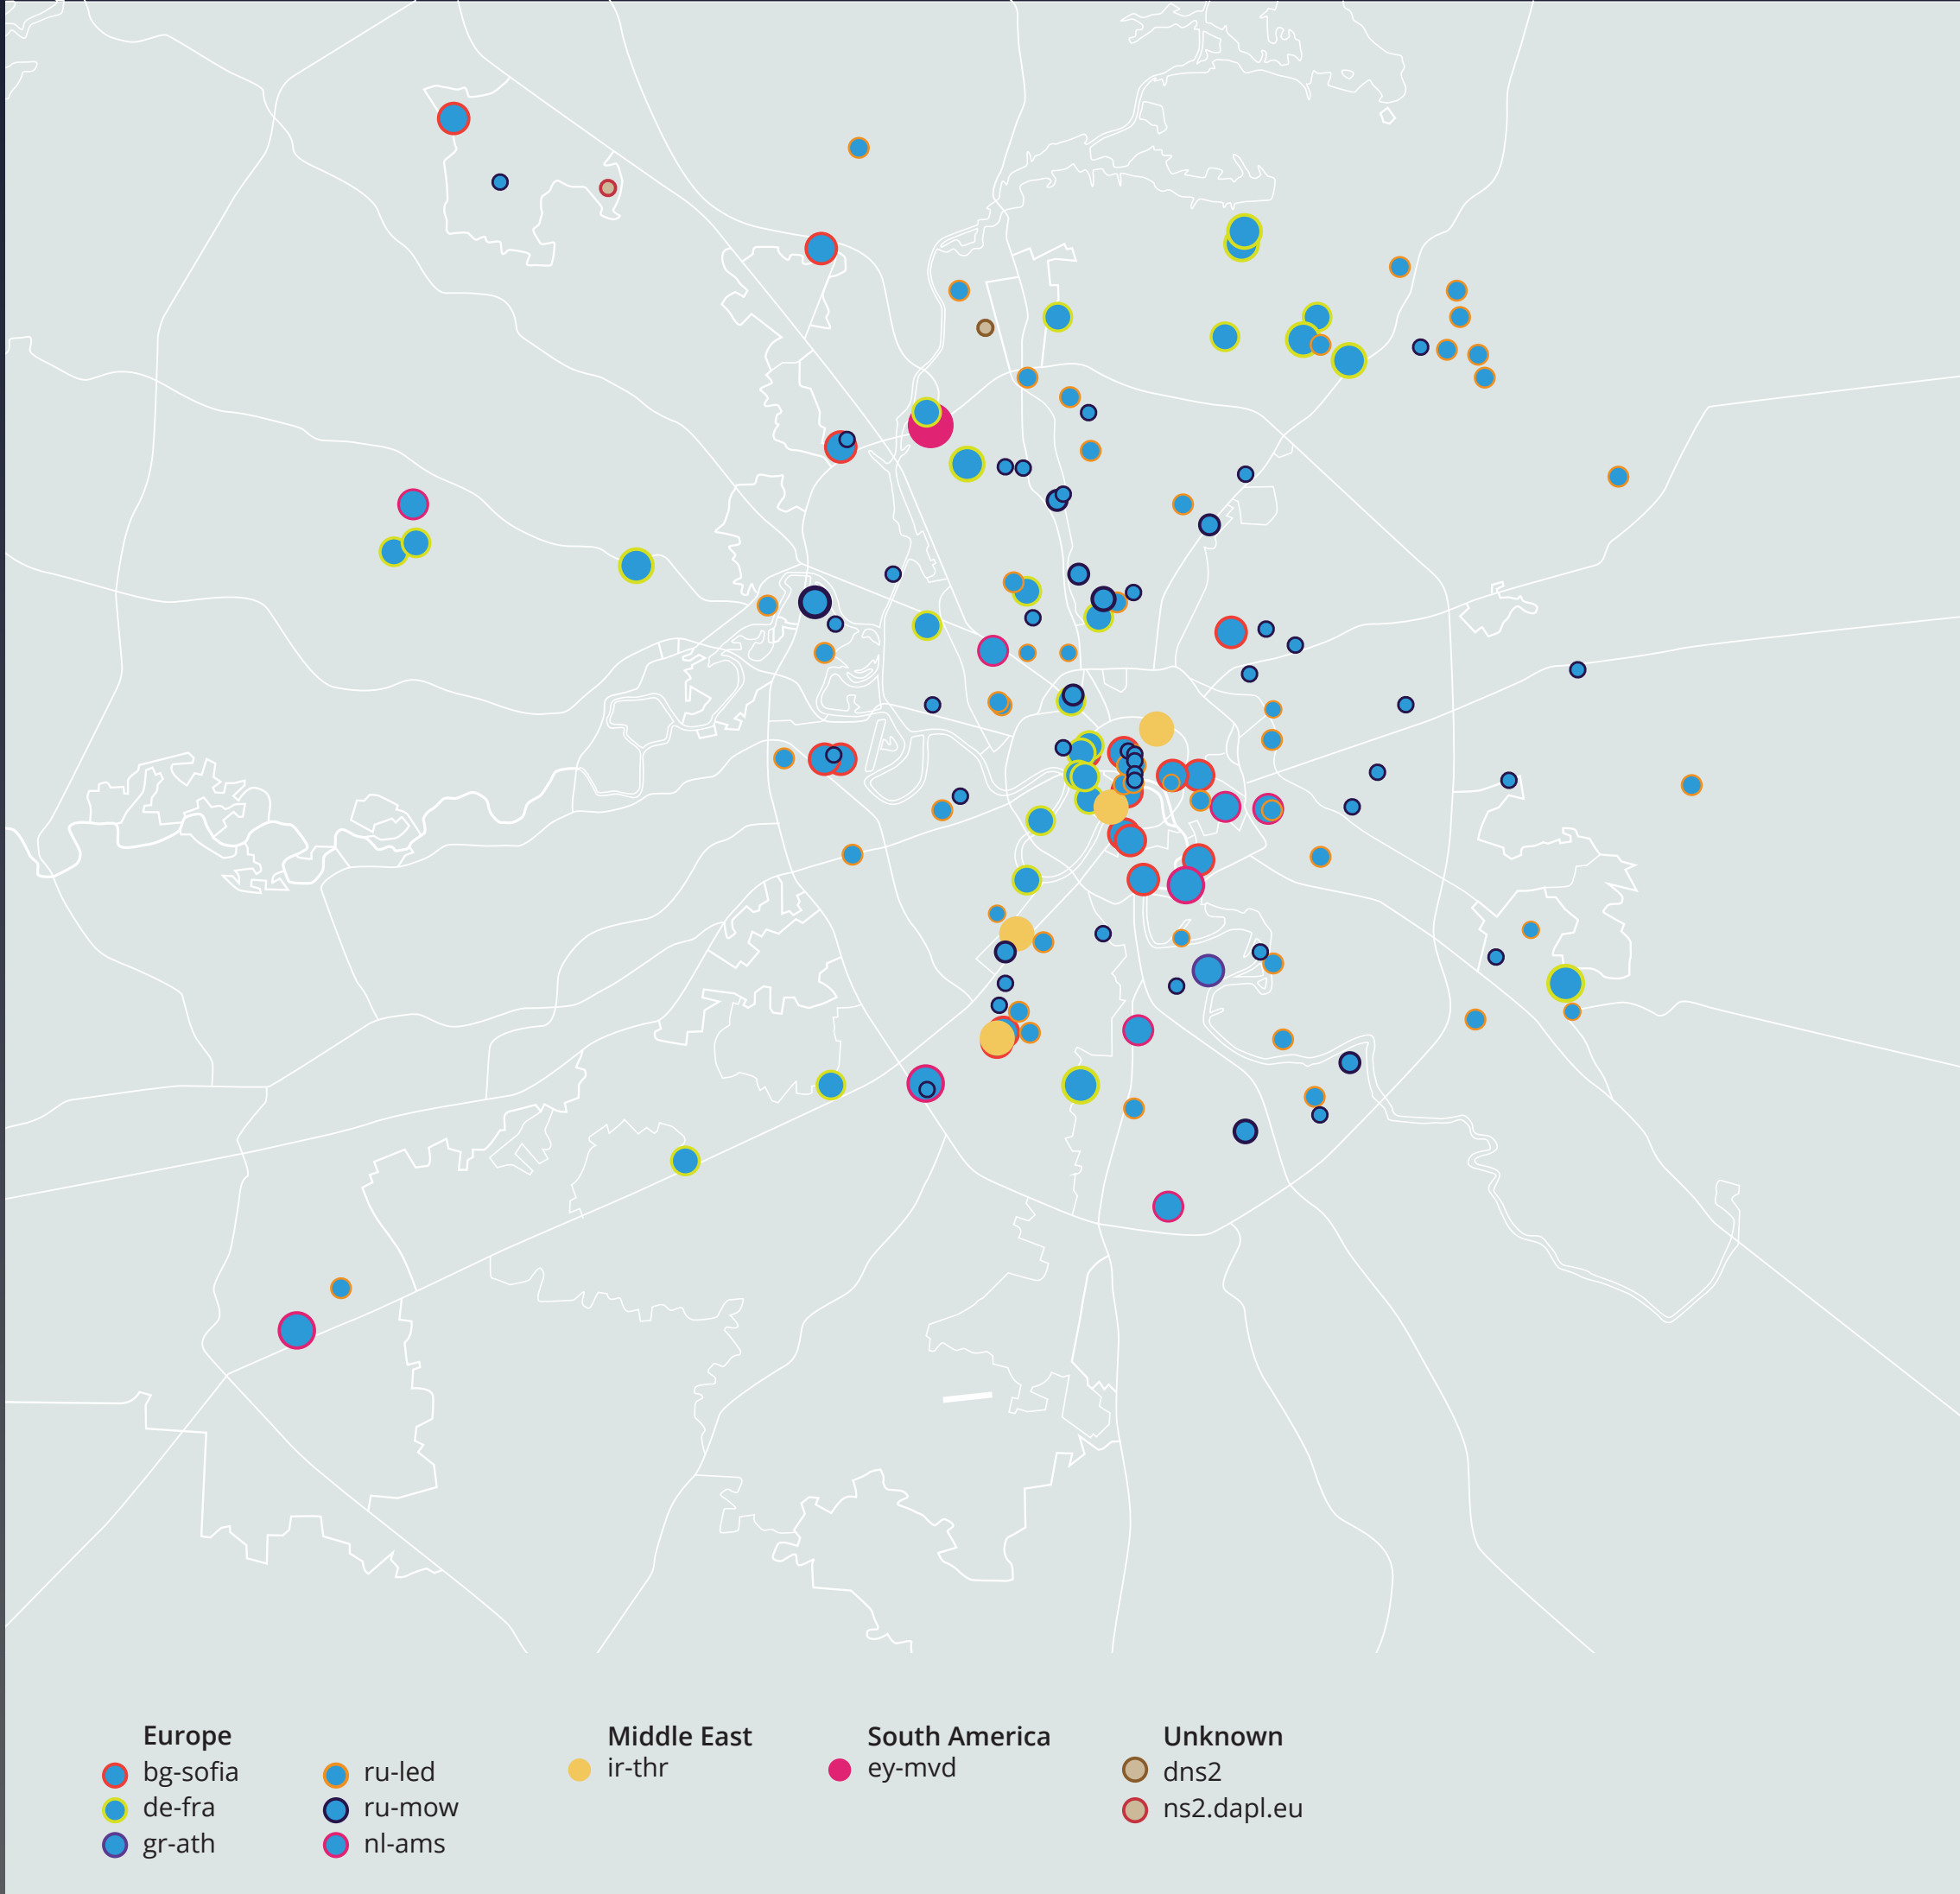 Europe
bg-sofia
de-fra
gr-ath
ru-led
ru-mow
nl-ams
Middle East
ir-thr
South America
ey-mvd
Unknown
dns2
ns2.dapl.eu